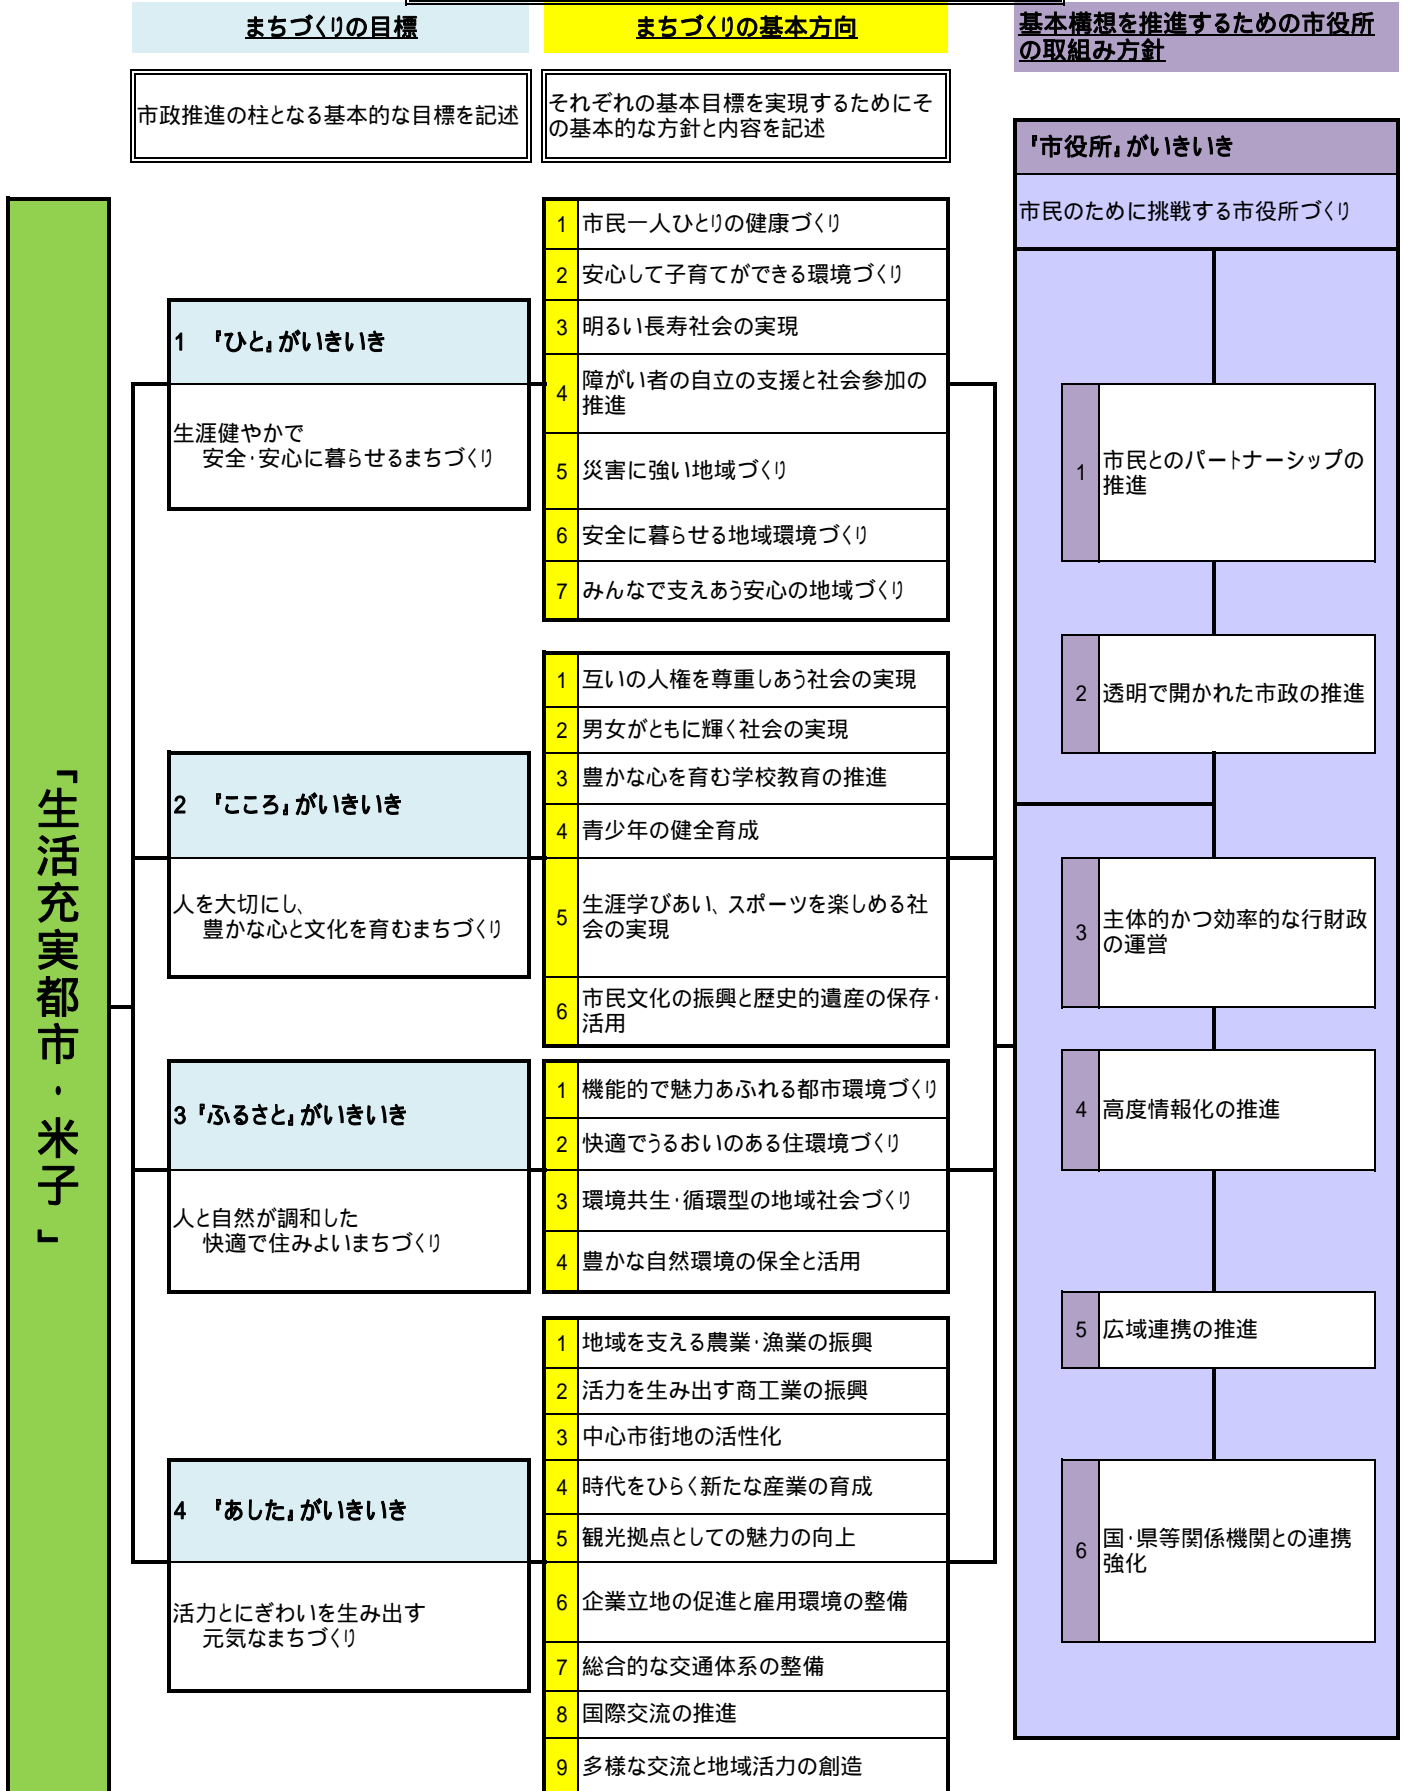 まちづくりの目標
まちづくりの基本方向
基本構想を推進するための市役所
の取組み方針
市政推進の柱となる基本的な目標を記述
それぞれの基本目標を実現するためにそ
の基本的な方針と内容を記述
『市役所』がいきいき
市民のために挑戦する市役所づくり
「生活充実都市・米子」
1 『ひと』がいきいき
生涯健やかで
安全・安心に暮らせるまちづくり
1 市民一人ひとりの健康づくり
2 安心して子育てができる環境づくり
3 明るい長寿社会の実現
4 障がい者の自立の支援と社会参加の
推進
5 災害に強い地域づくり
6 安全に暮らせる地域環境づくり
7 みんなで支えあう安心の地域づくり
2 『こころ』がいきいき
人を大切にし、
豊かな心と文化を育むまちづくり
1 互いの人権を尊重しあう社会の実現
2 男女がともに輝く社会の実現
3 豊かな心を育む学校教育の推進
4 青少年の健全育成
5 生涯学びあい、スポーツを楽しめる社
会の実現
6 市民文化の振興と歴史的遺産の保存・
活用
3『ふるさと』がいきいき
人と自然が調和した
快適で住みよいまちづくり
1 機能的で魅力あふれる都市環境づくり
2 快適でうるおいのある住環境づくり
3 環境共生・循環型の地域社会づくり
4 豊かな自然環境の保全と活用
4 『あした』がいきいき
活力とにぎわいを生み出す
元気なまちづくり
1 地域を支える農業・漁業の振興
2 活力を生み出す商工業の振興
3 中心市街地の活性化
4 時代をひらく新たな産業の育成
5 観光拠点としての魅力の向上
6 企業立地の促進と雇用環境の整備
7 総合的な交通体系の整備
8 国際交流の推進
9 多様な交流と地域活力の創造
1 市民とのパートナーシップの
推進
2 透明で開かれた市政の推進
3 主体的かつ効率的な行財政
の運営
4 高度情報化の推進
5 広域連携の推進
6 国・県等関係機関との連携
強化